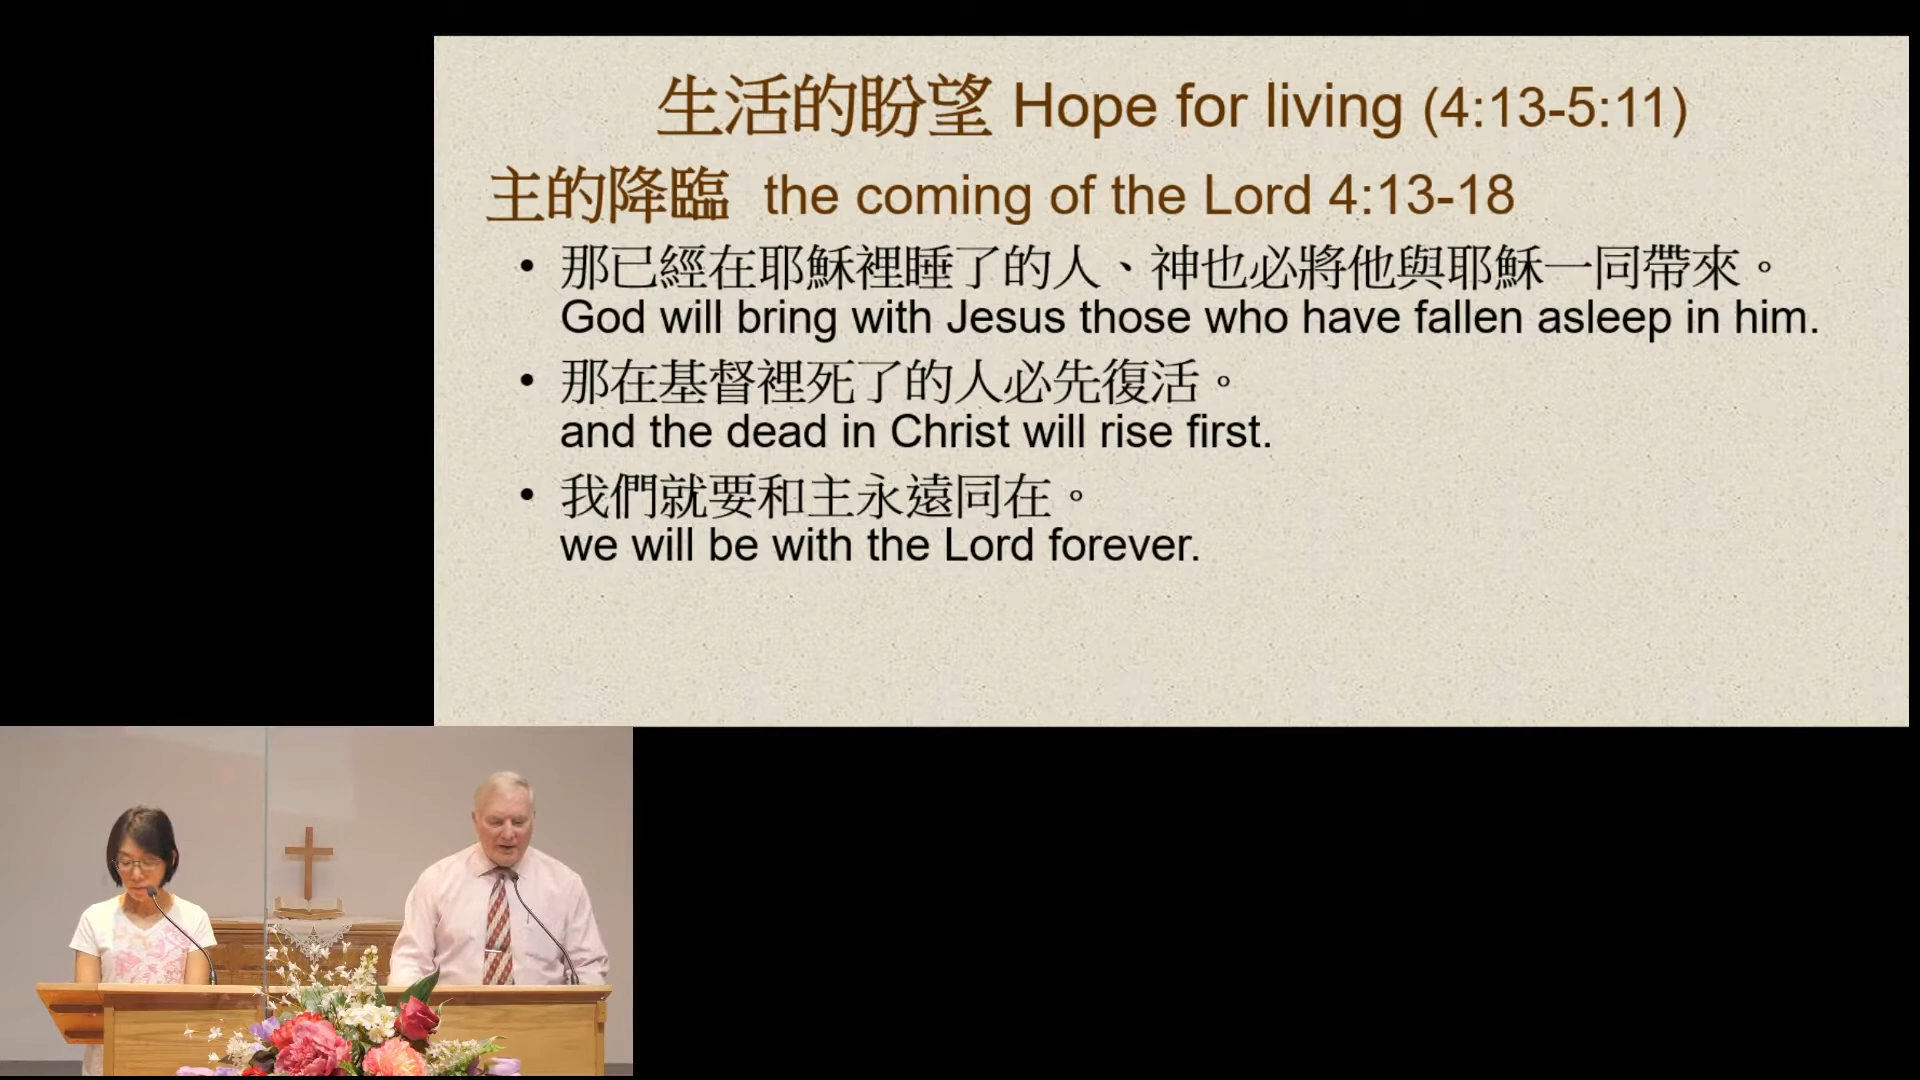 生活的盼望 Hope for living (4:13-5:11)
主的降臨 the coming of the Lord 4:13-18
• 那已經在耶穌裡睡了的人、神也必將他與耶穌一同帶來。
God will bring with Jesus those who have fallen asleep in him.
• 那在基督裡死了的人必先復活。
and the dead in Christ will rise first.
• 我們就要和主永遠同在。
we will be with the Lord forever.